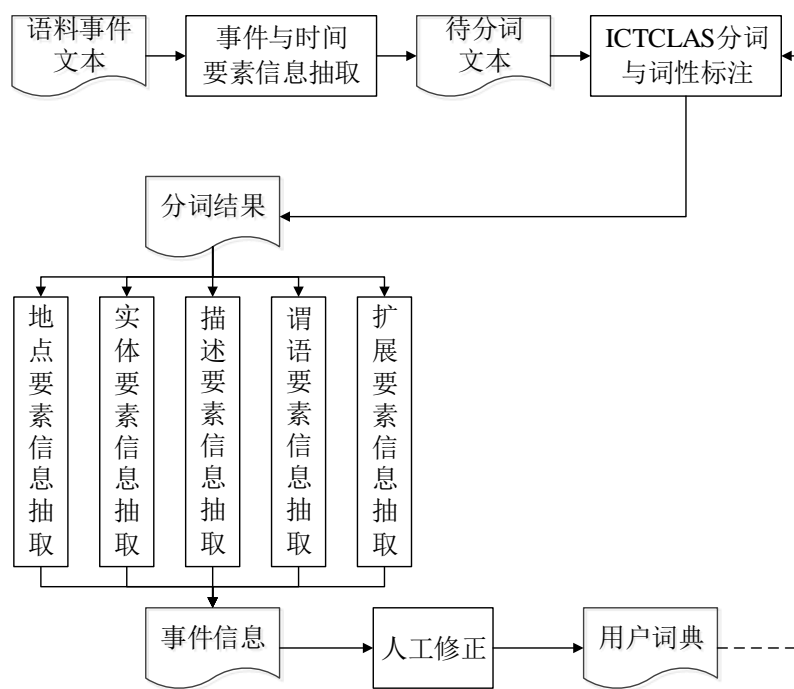 语料事件
文本
事件与时间
要素信息抽取
待分词
文本
ICTCLAS分词
与词性标注
分词结果
地点要素信息抽取
实体要素信息抽取
描述要素信息抽取
谓语要素信息抽取
扩展要素信息抽取
事件信息
人工修正
用户词典